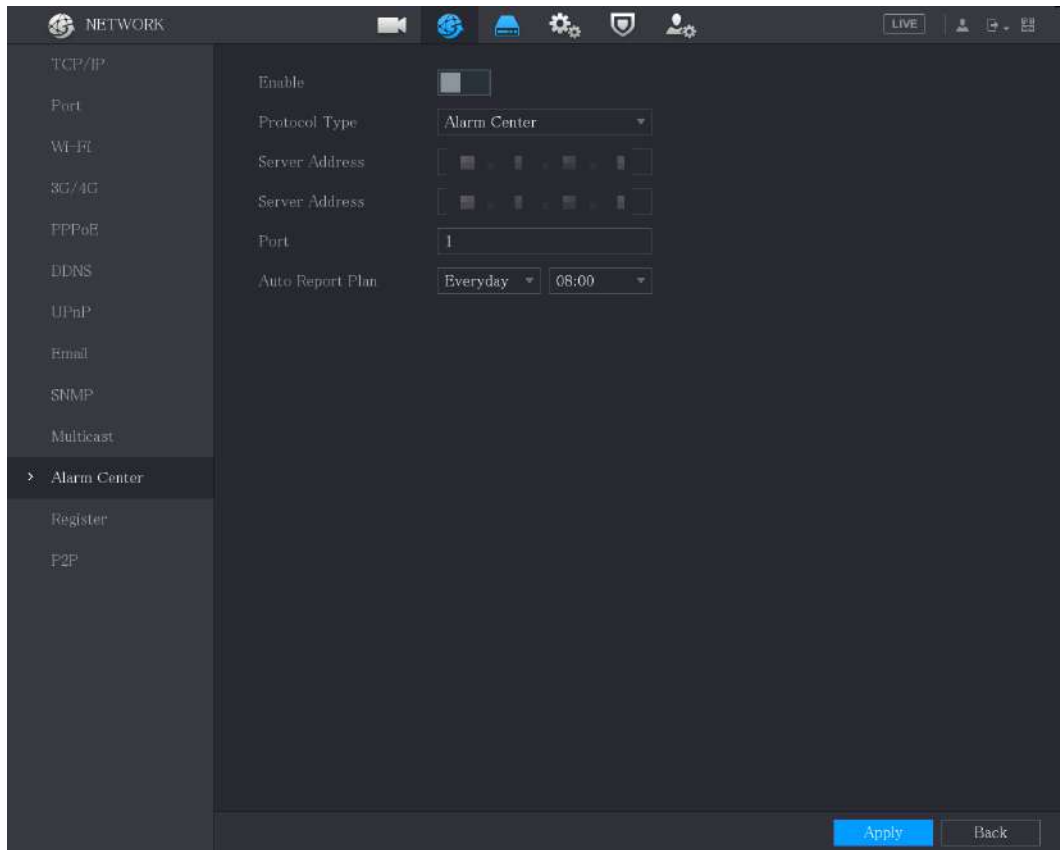 NETWORK
LIVE
TCP/IP
Port
Wi-Fi
3G/4G
PPPoE
DDNS
UPnP
Email
SNMP
Multicast
Alarm Center
Register
P2P
Enable
Protocol Type Alarm Center
Server Address
Server Address
Port 1
Auto Report Plan Everyday 08:00
Apply Back